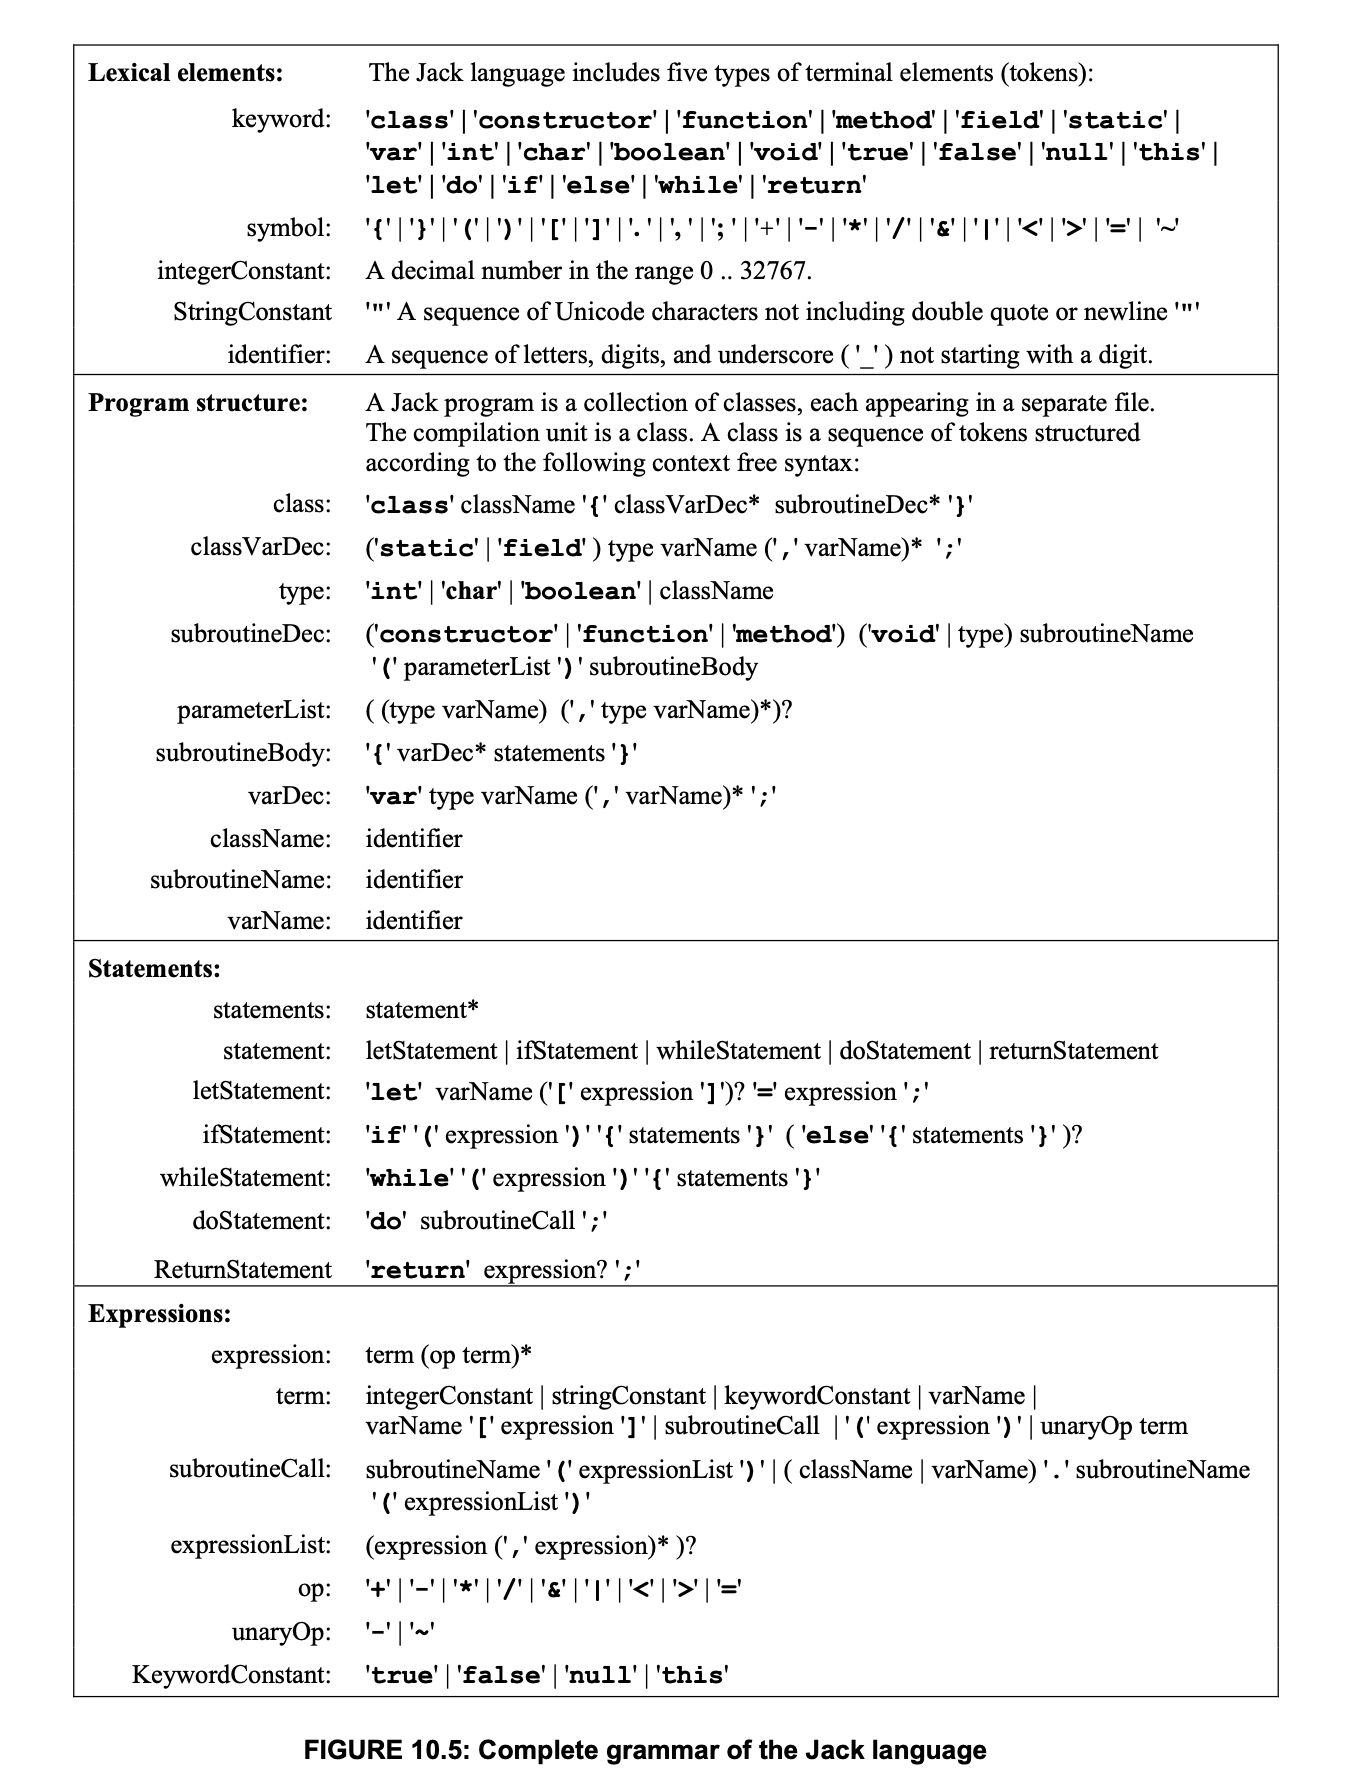 Lexical elements: The Jack language includes five types of terminal elements (tokens):
keyword: 'class' | 'constructor' | 'function' | 'method' | 'field' | 'static' |
'var' | 'int' | 'char' | 'boolean' | 'void' | 'true' | 'false' | 'null' | 'this' |
'let' | 'do' | 'if' | 'else' | 'while' | 'return'
symbol: '{' | '}' | '(' | ')' | '[' | ']' | '.' | ',' | ';' | '+' | '-' | '*' | '/' | '&' | '|' | '<' | '>' | '=' | '~'
integerConstant: A decimal number in the range 0 .. 32767.
StringConstant '"' A sequence of Unicode characters not including double quote or newline '"'
identifier: A sequence of letters, digits, and underscore ( '_' ) not starting with a digit.
Program structure: A Jack program is a collection of classes, each appearing in a separate file.
The compilation unit is a class. A class is a sequence of tokens structured
according to the following context free syntax:
class: 'class' className '{' classVarDec* subroutineDec* '}'
classVarDec: ('static' | 'field' ) type varName (',' varName)* ';'
type: 'int' | 'char' | 'boolean' | className
subroutineDec: ('constructor' | 'function' | 'method') ('void' | type) subroutineName
'(' parameterList ')' subroutineBody
parameterList: ( (type varName) (',' type varName)*)?
subroutineBody: '{' varDec* statements '}'
varDec: 'var' type varName (',' varName)* ';'
className: identifier
subroutineName: identifier
varName: identifier
Statements:
statements: statement*
statement: letStatement | ifStatement | whileStatement | doStatement | returnStatement
letStatement: 'let' varName ('[' expression ']')? '=' expression ';'
ifStatement: 'if' '(' expression ')' '{' statements '}' ( 'else' '{' statements '}' )?
whileStatement: 'while' '(' expression ')' '{' statements '}'
doStatement: 'do' subroutineCall ';'
ReturnStatement 'return' expression? ';'
Expressions:
expression: term (op term)*
term: integerConstant | stringConstant | keywordConstant | varName |
varName '[' expression ']' | subroutineCall | '(' expression ')' | unaryOp term
subroutineCall: subroutineName '(' expressionList ')' | ( className | varName) '.' subroutineName
'(' expressionList ')'
expressionList: (expression (',' expression)* )?
op: '+' | '-' | '*' | '/' | '&' | '|' | '<' | '>' | '='
unaryOp: '-' | '~'
KeywordConstant: 'true' | 'false' | 'null' | 'this'
FIGURE 10.5: Complete grammar of the Jack language